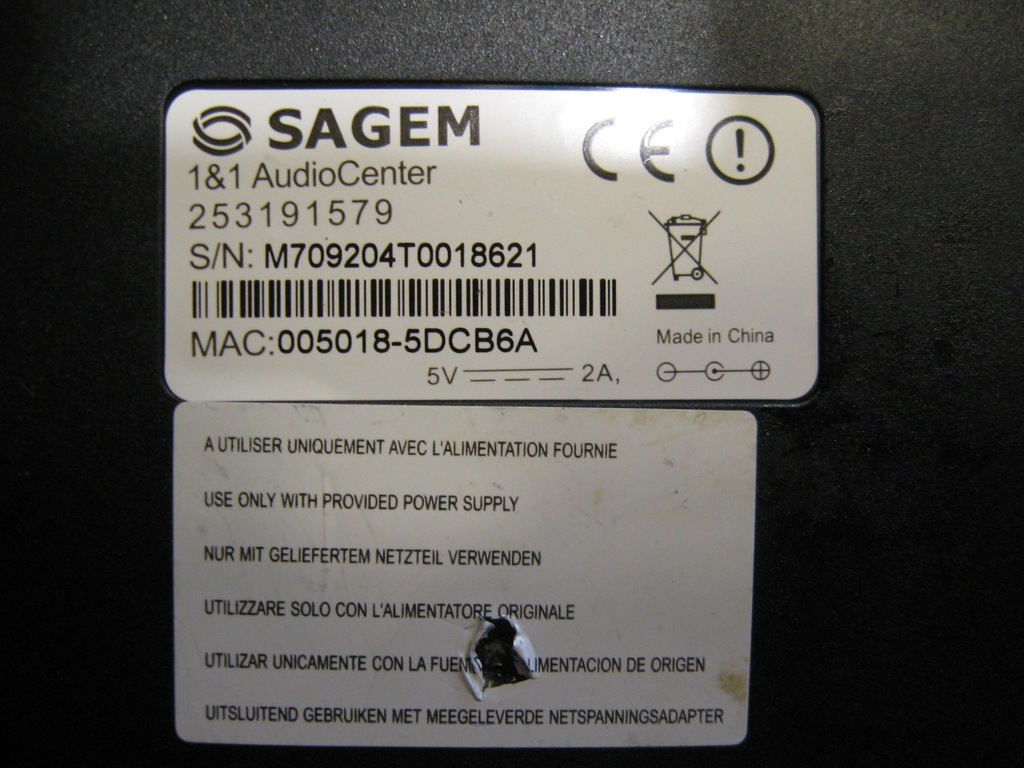 SAGEM
1&1 AudioCenter
253191579
S/N: M709204T0018621
MAC:005018-5DCB6A
5V 2A,
CE
Made in China
A UTILISER UNIQUEMENT AVEC L'ALIMENTATION FOURNIE
USE ONLY WITH PROVIDED POWER SUPPLY
NUR MIT GELIEFERTEM NETZTEIL VERWENDEN
UTILIZZARE SOLO CON L'ALIMENTATORE ORIGINALE
UTILIZAR UNICAMENTE CON LA DE ORIGEN
UITSLUITEND GEBRUIKEN MET MEEGELEVERDE NETSPANNINGSADAPTER